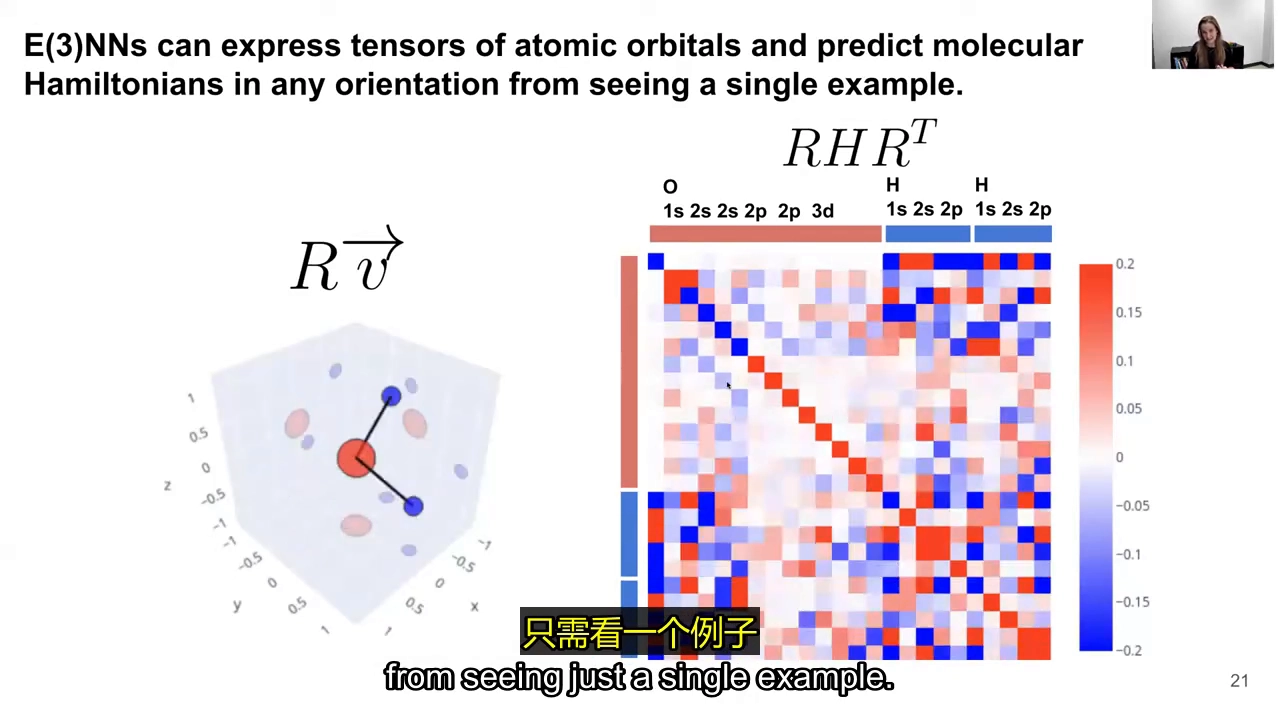 E(3)NNs can express tensors of atomic orbitals and predict molecular
Hamiltonians in any orientation from seeing a single example.
R v
R H R^T
O
1s 2s 2s 2p 2p 3d
H
1s 2s 2p
H
1s 2s 2p
0.2
0.15
0.1
0.05
0
−0.05
−0.1
−0.15
−0.2
1
0.5
0
−0.5
−1
z
−1
−0.5
0
0.5
1
y
−1
−0.5
0
0.5
1
x
只需看一个例子
from seeing just a single example.
21